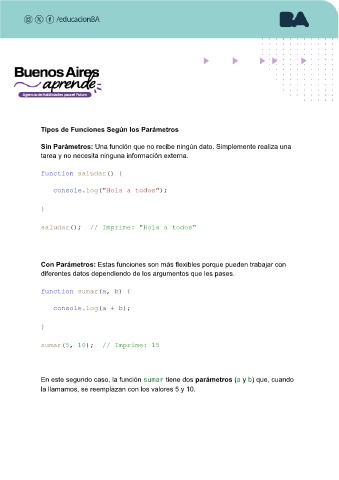 /educacionBA
BA
Buenos Aires
aprende
Agencia de Habilidades para el Futuro
Tipos de Funciones Según los Parámetros
Sin Parámetros: Una función que no recibe ningún dato. Simplemente realiza una
tarea y no necesita ninguna información externa.
function saludar() {
console.log("Hola a todos");
}
saludar();  // Imprime: "Hola a todos"
Con Parámetros: Estas funciones son más flexibles porque pueden trabajar con
diferentes datos dependiendo de los argumentos que les pases.
function sumar(a, b) {
console.log(a + b);
}
sumar(5, 10);  // Imprime: 15
En este segundo caso, la función sumar tiene dos parámetros (a y b) que, cuando
la llamamos, se reemplazan con los valores 5 y 10.